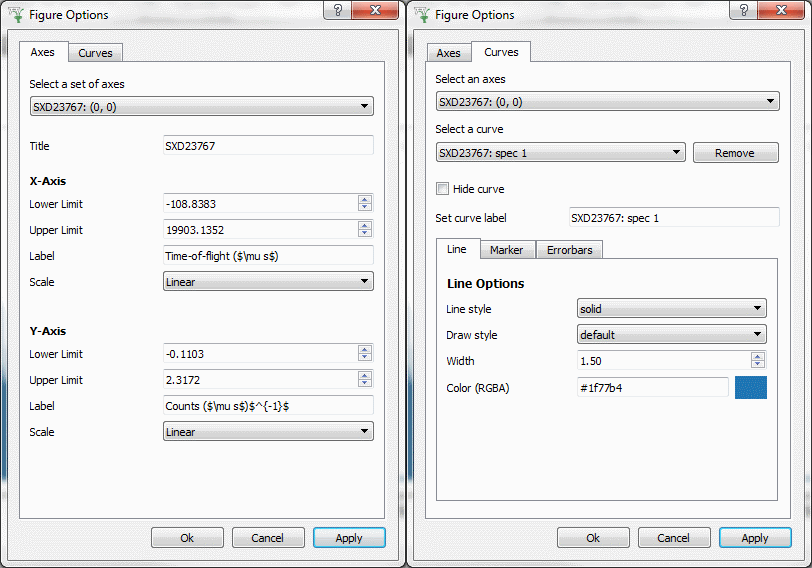 Figure Options
Axes Curves
Select a set of axes
SXD23767: (0, 0)
Title SXD23767
X-Axis
Lower Limit -108.8383
Upper Limit 19903.1352
Label Time-of-flight ($\mu s$)
Scale Linear
Y-Axis
Lower Limit -0.1103
Upper Limit 2.3172
Label Counts ($\mu s$)$^{-1}$
Scale Linear
Ok Cancel Apply
Figure Options
Axes Curves
Select an axes
SXD23767: (0, 0)
Select a curve
SXD23767: spec 1 Remove
Hide curve
Set curve label SXD23767: spec 1
Line Marker Errorbars
Line Options
Line style solid
Draw style default
Width 1.50
Color (RGBA) #1f77b4
Ok Cancel Apply